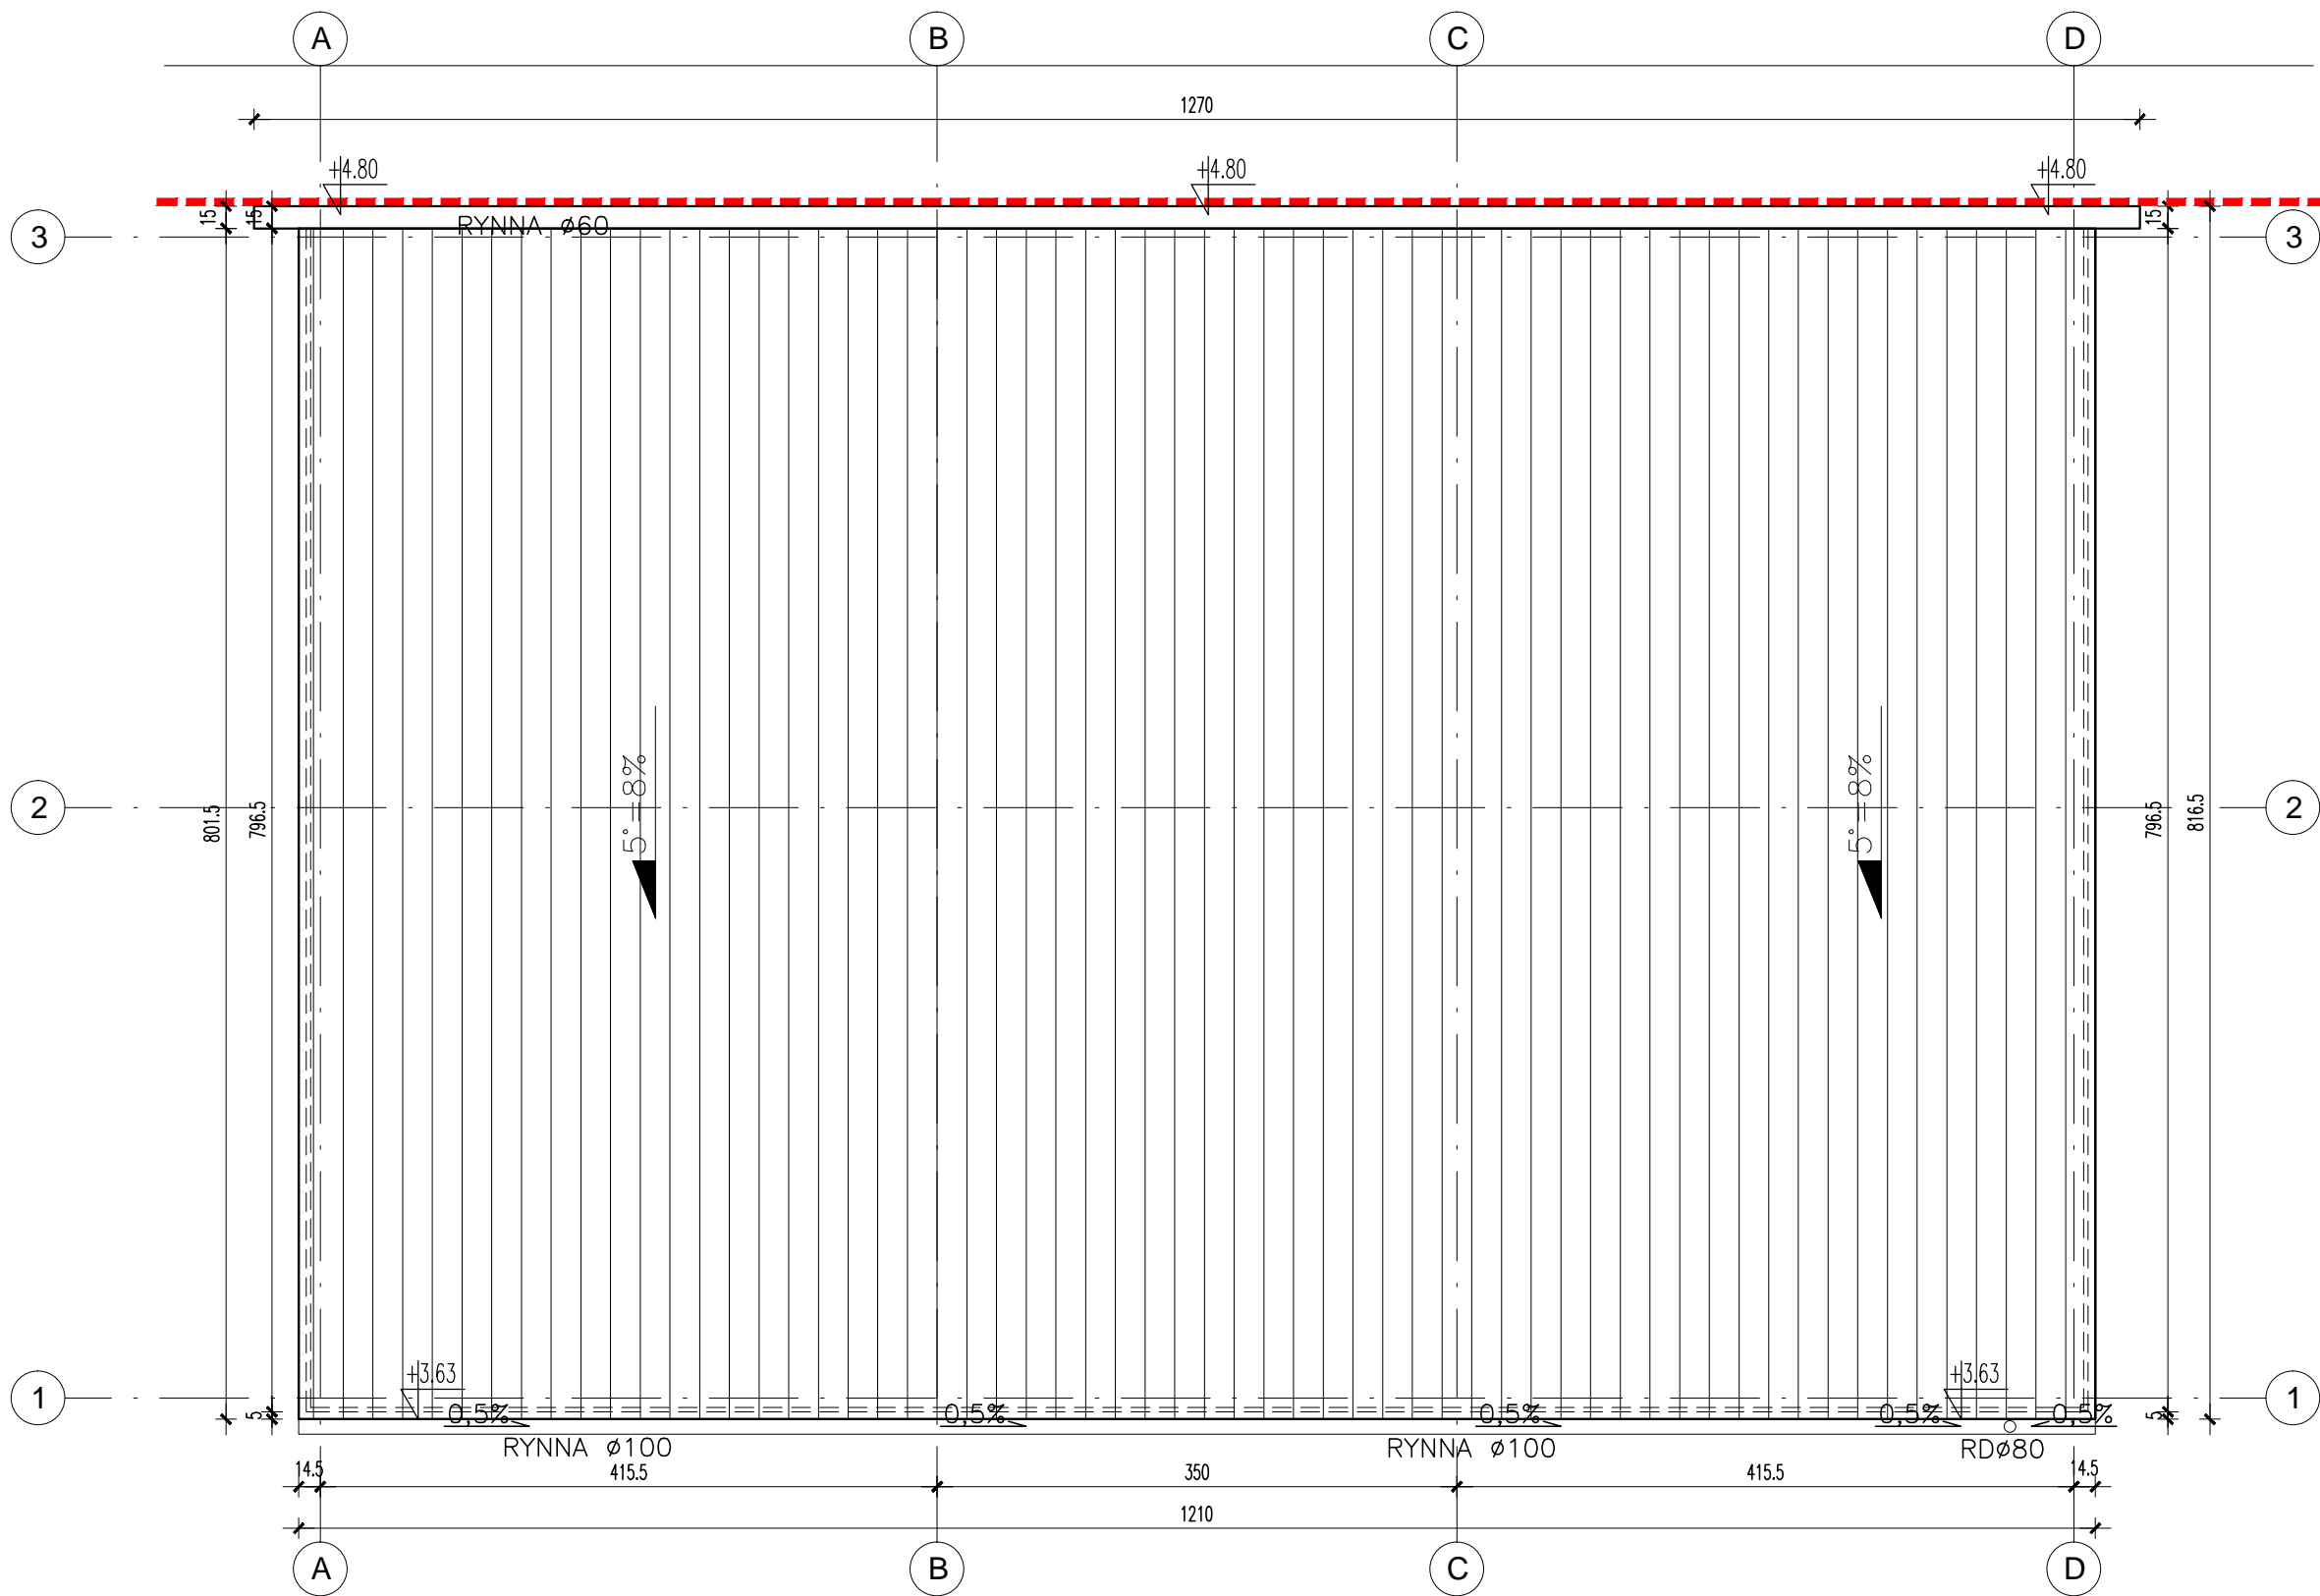 A B C D
1270
+4.80 +4.80 +4.80
15 15 15
RYNNA ø60
3 3
5°=8% 5°=8%
2 2
801.5 796.5 796.5 816.5
+3.63 +3.63
1 1
5 5
0,5% 0,5% 0,5% 0,5% 0,5%
RYNNA ø100 RYNNA ø100 RDø80
14.5 415.5 350 415.5 14.5
1210
A B C D